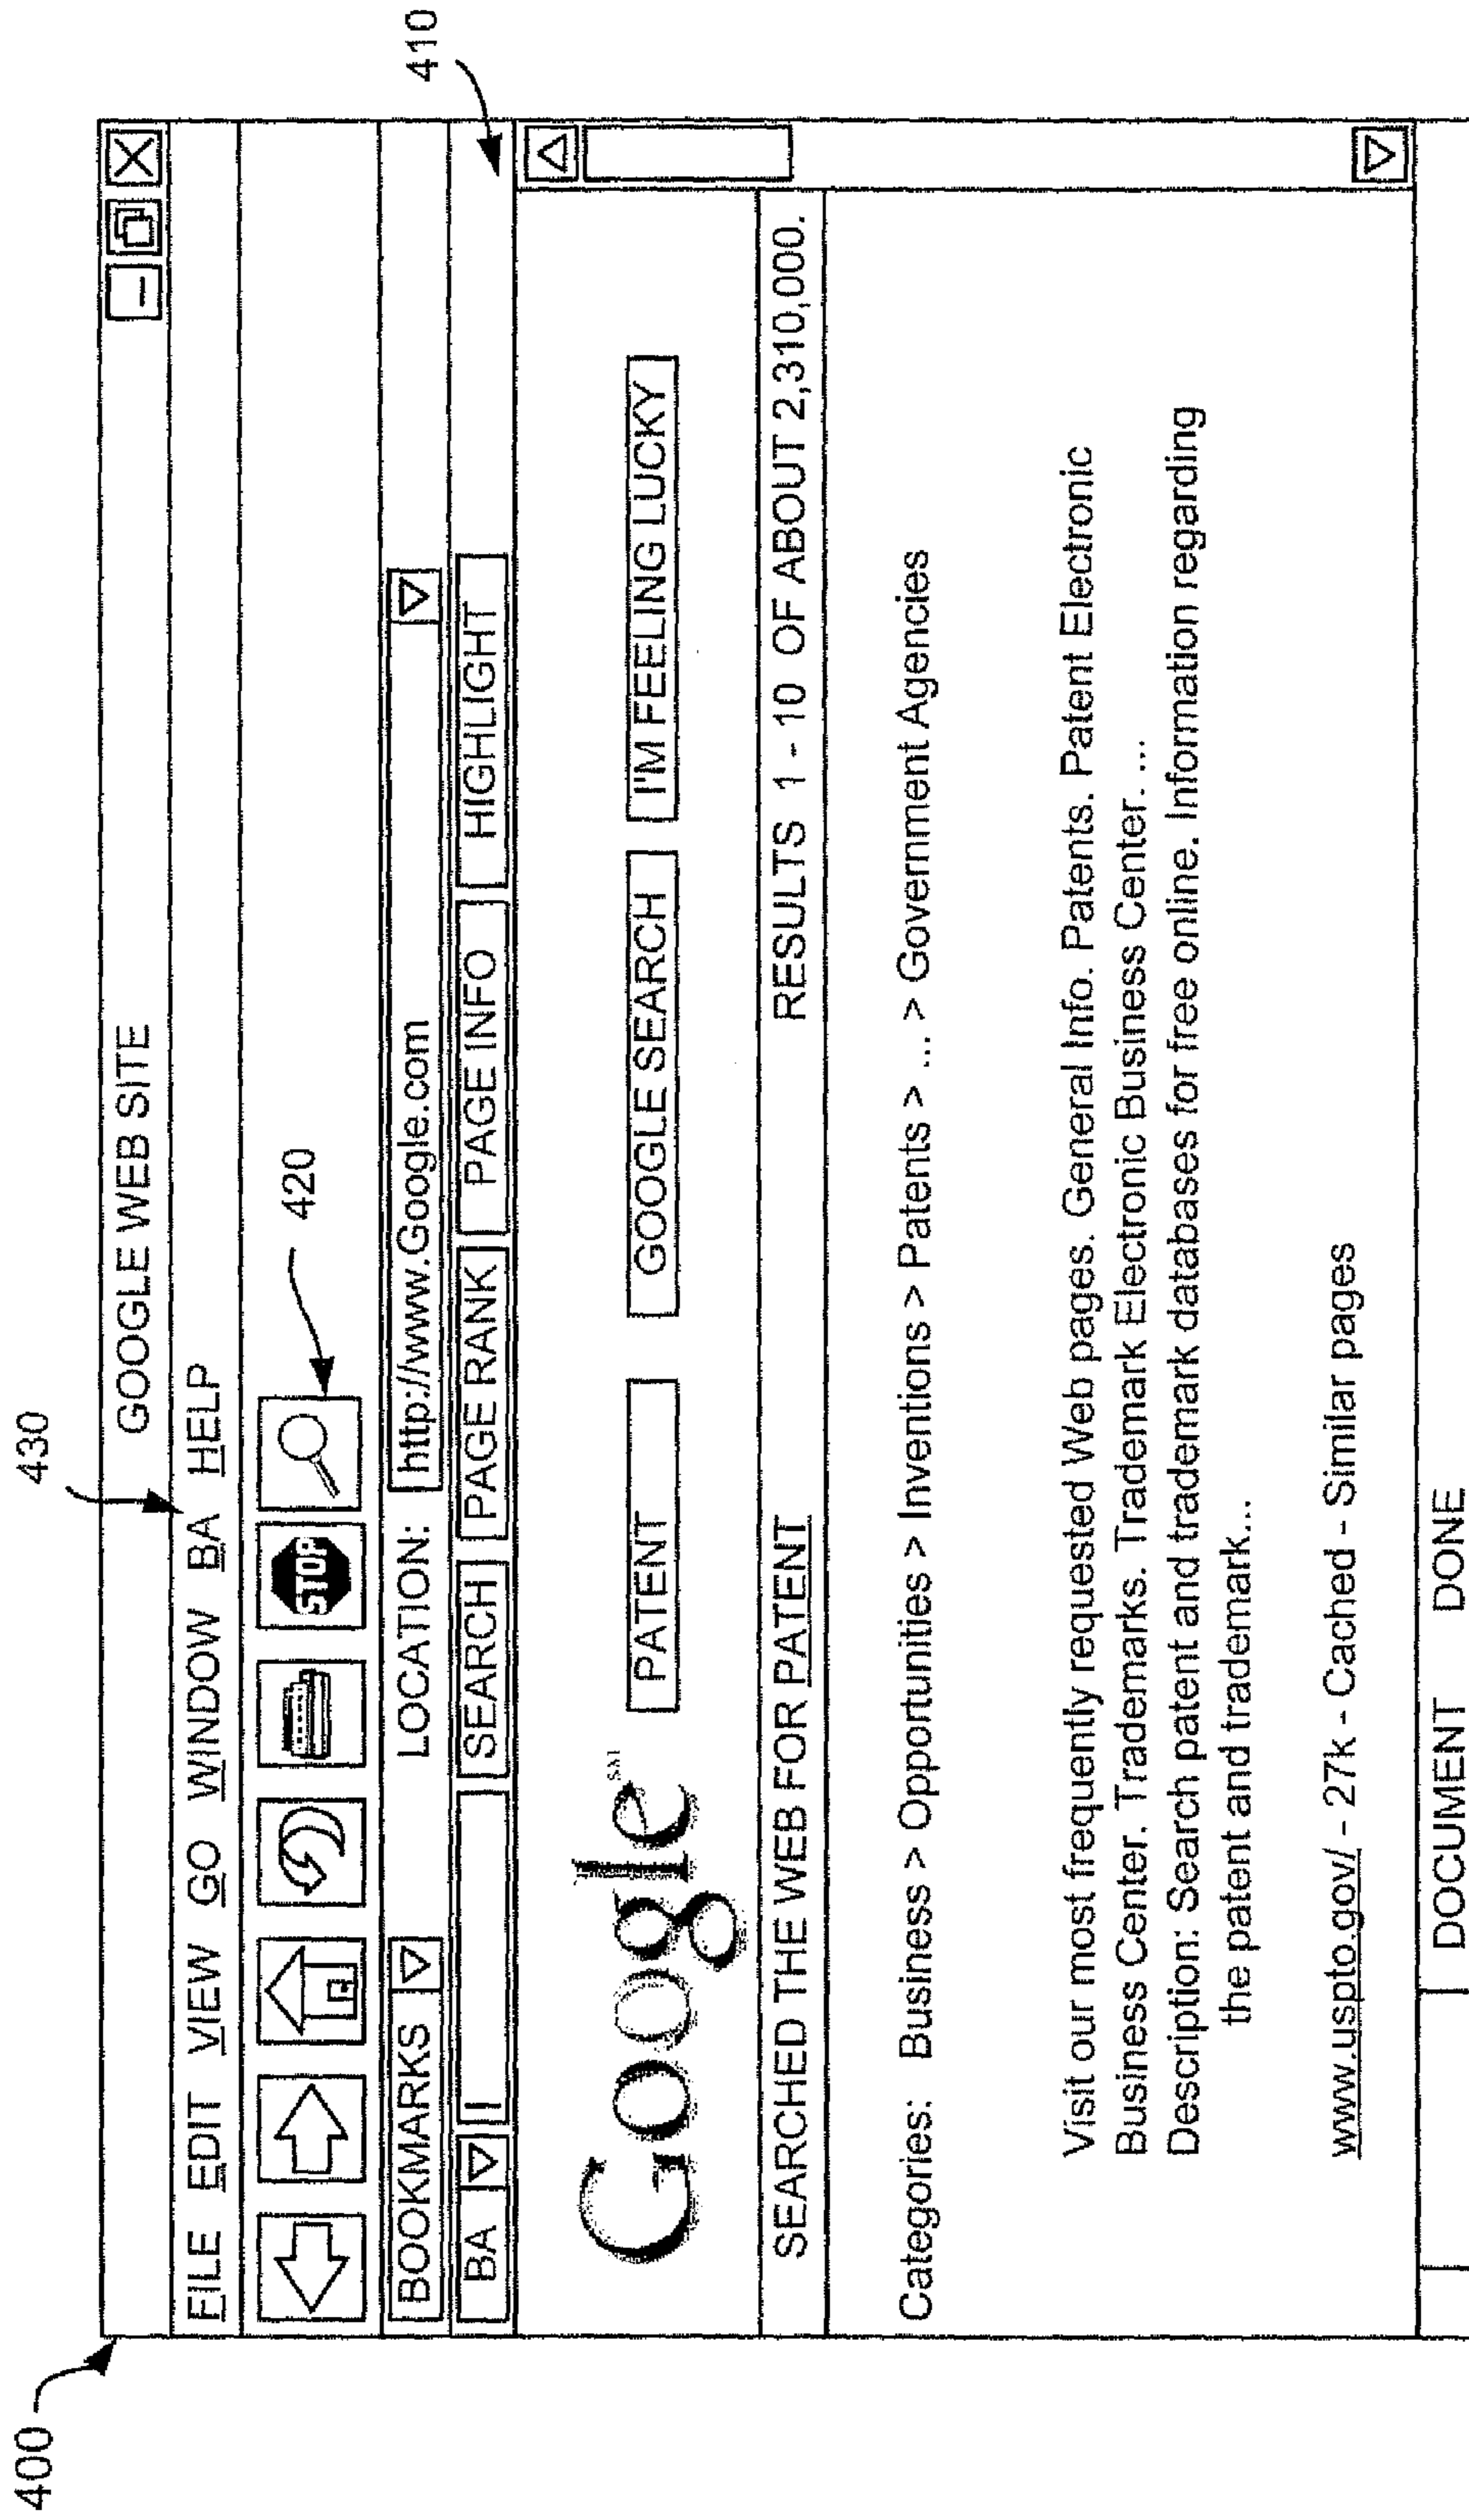 400
430
GOOGLE WEB SITE
FILE EDIT VIEW GO WINDOW BA HELP
STOP
420
BOOKMARKS LOCATION: http://www.Google.com
BA SEARCH PAGE RANK PAGE INFO HIGHLIGHT
410
Google SM PATENT GOOGLE SEARCH I'M FEELING LUCKY
SEARCHED THE WEB FOR PATENT RESULTS 1 - 10 OF ABOUT 2,310,000.
Categories: Business > Opportunities > Inventions > Patents > ... > Government Agencies
Visit our most frequently requested Web pages. General Info. Patents. Patent Electronic
Business Center. Trademarks. Trademark Electronic Business Center. ...
Description: Search patent and trademark databases for free online. Information regarding
the patent and trademark...
www.uspto.gov/ - 27k - Cached - Similar pages
DOCUMENT DONE